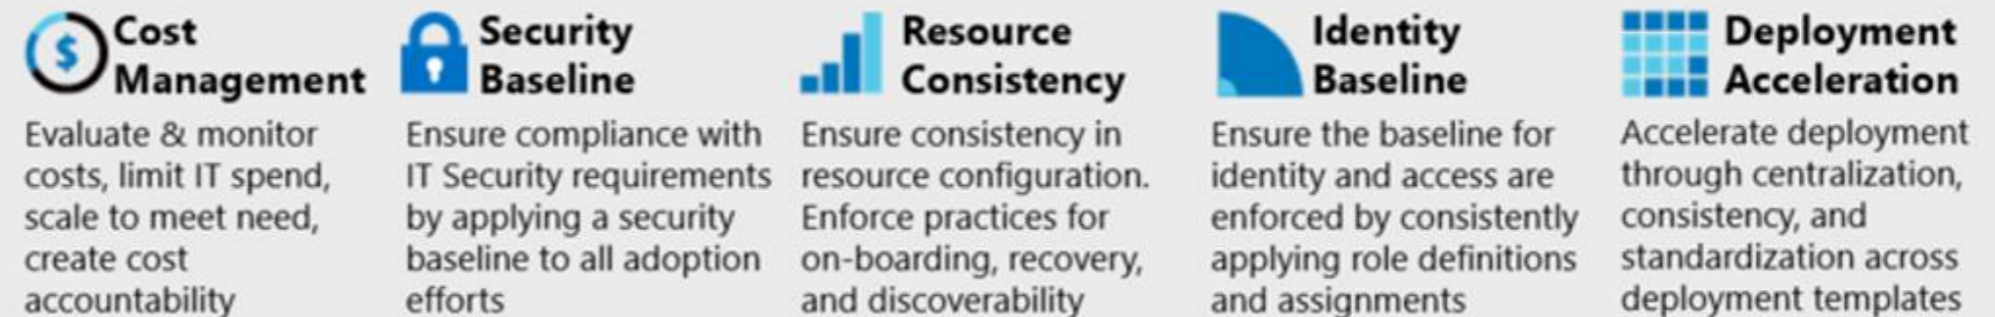 Cost
Management
Evaluate & monitor
costs, limit IT spend,
scale to meet need,
create cost
accountability
Security
Baseline
Ensure compliance with
IT Security requirements
by applying a security
baseline to all adoption
efforts
Resource
Consistency
Ensure consistency in
resource configuration.
Enforce practices for
on-boarding, recovery,
and discoverability
Identity
Baseline
Ensure the baseline for
identity and access are
enforced by consistently
applying role definitions
and assignments
Deployment
Acceleration
Accelerate deployment
through centralization,
consistency, and
standardization across
deployment templates